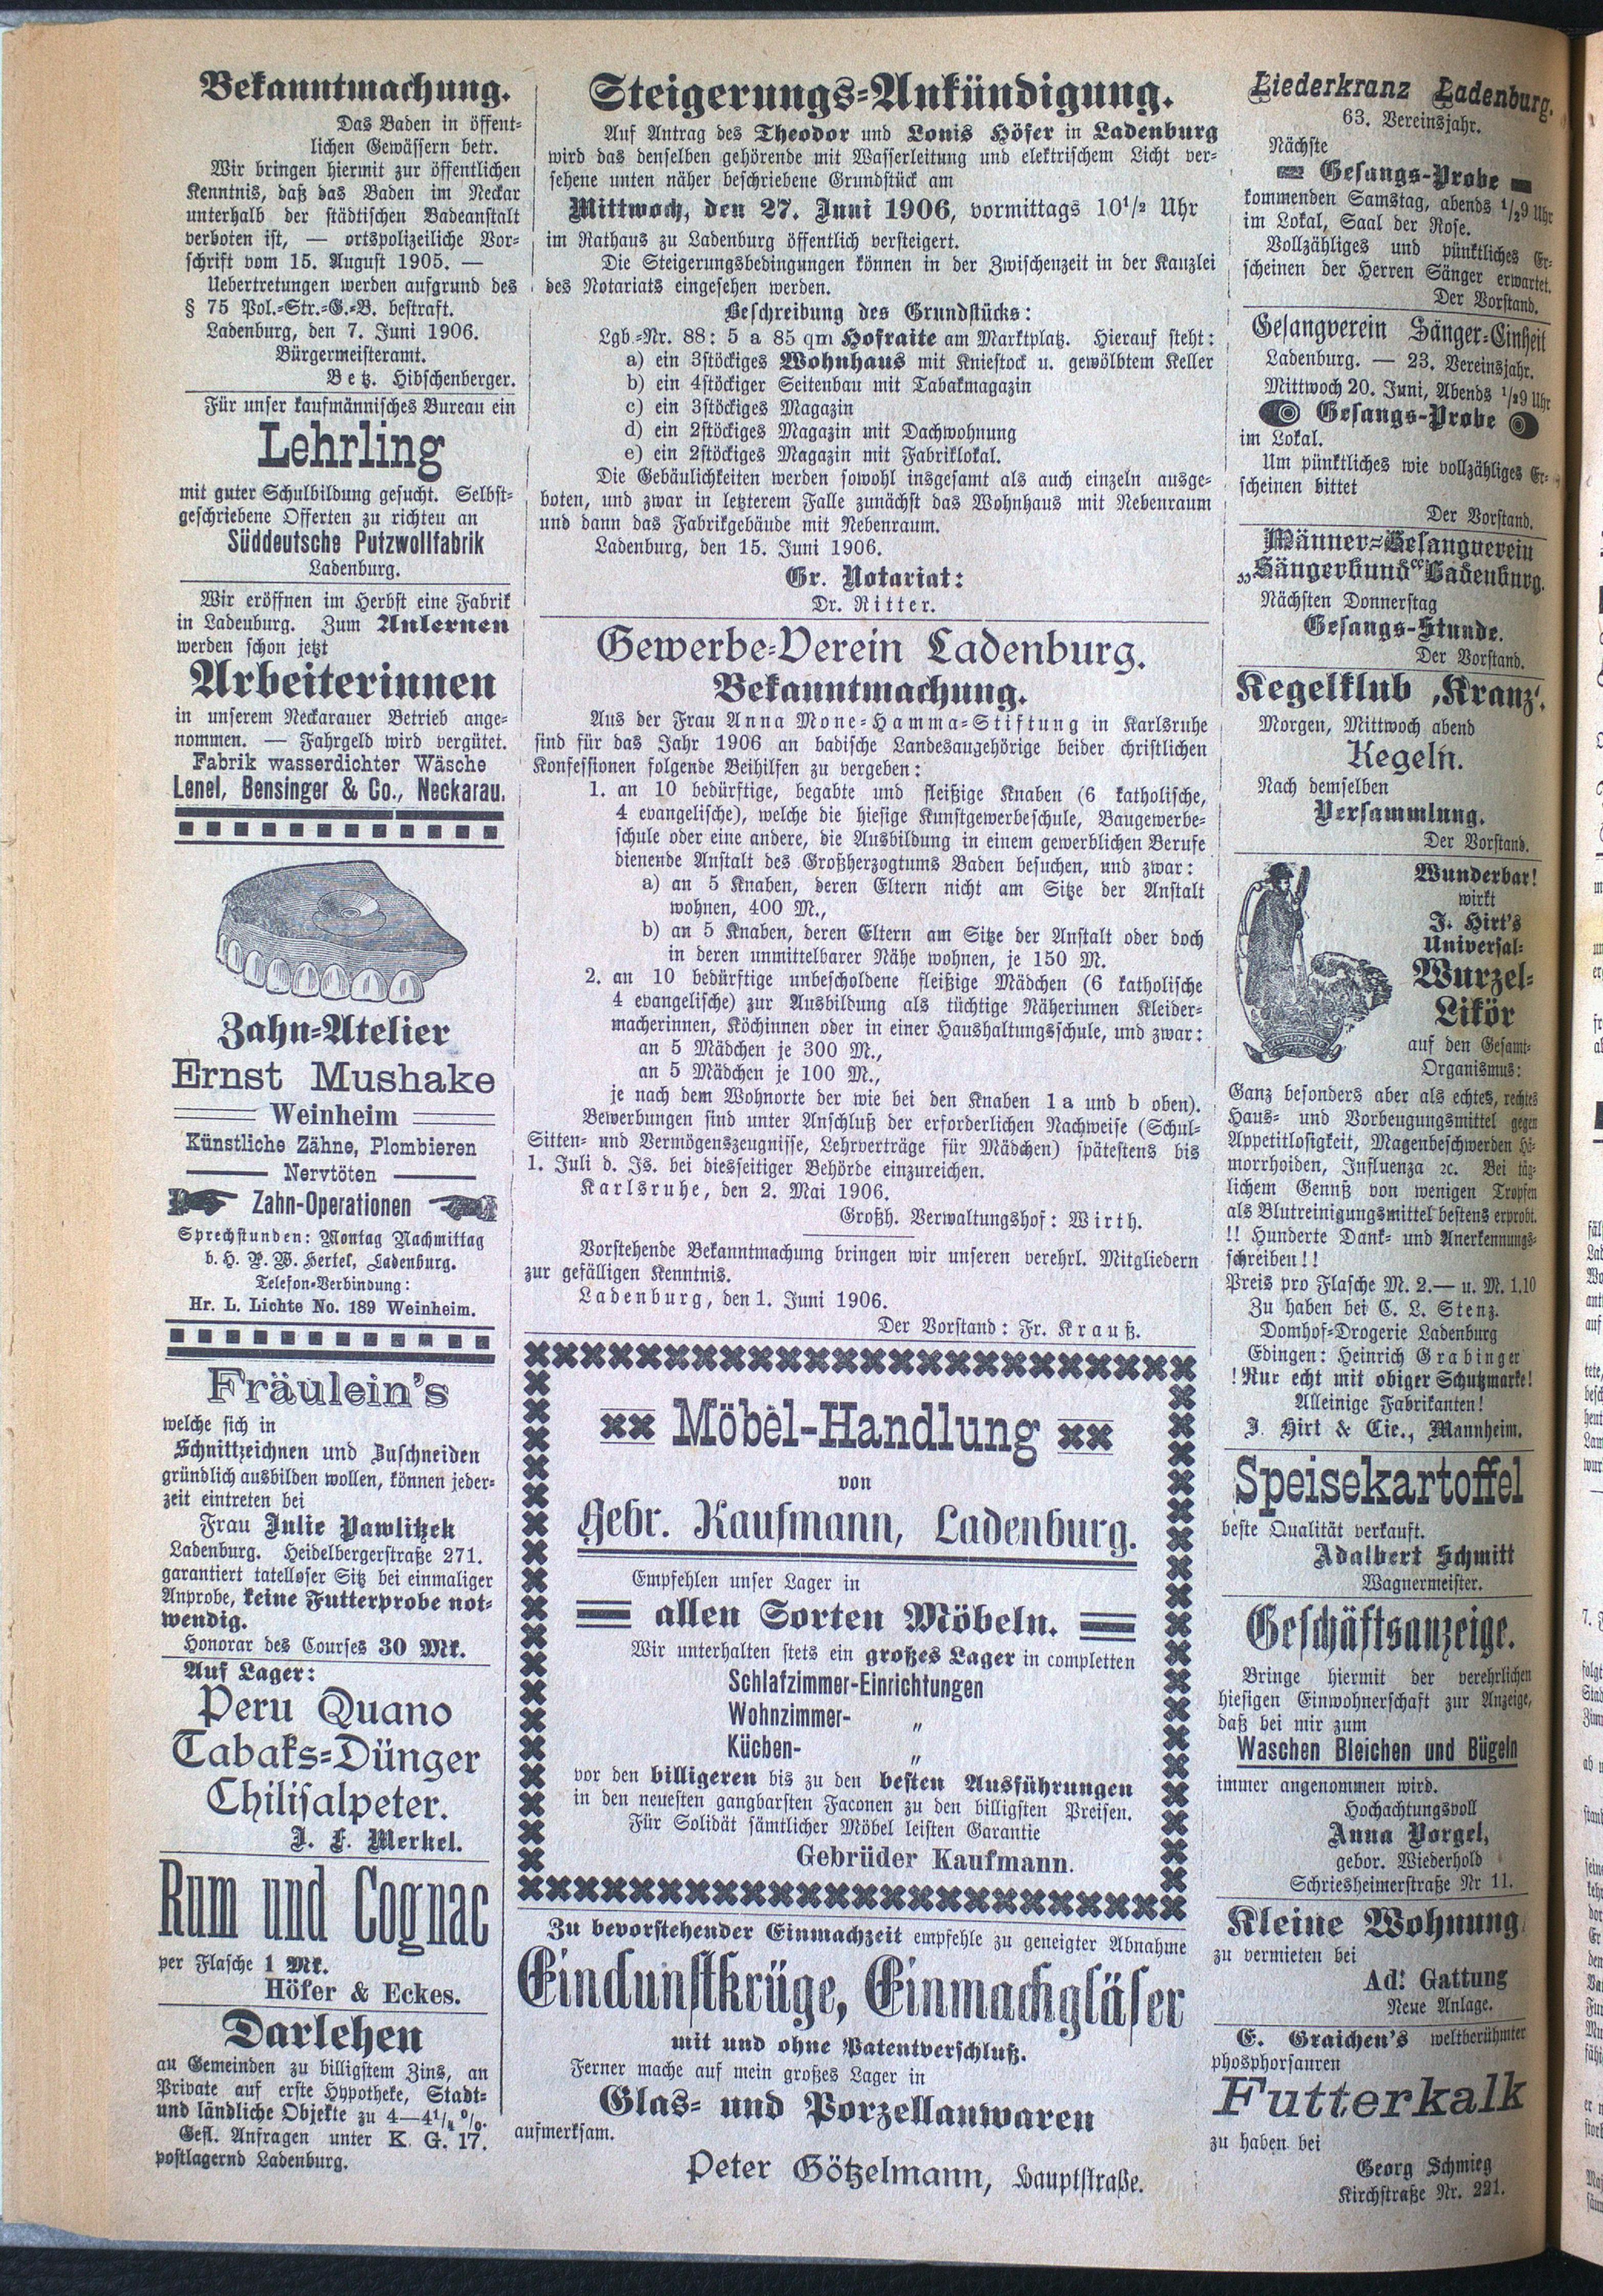 Bekanntmachung.
Das Baden in öffent-
lichen Gewässern betr.
Wir bringen hiermit zur öffentlichen
Kenntnis, daß das Baden im Neckar
unterhalb der städtischen Badeanstalt
verboten ist, — ortspolizeiliche Vor-
schrift vom 15. August 1905. —
Uebertretungen werden aufgrund des
§ 75 Pol.-Str.-G.-B. bestraft.
Ladenburg, den 7. Juni 1906.
Bürgermeisteramt.
Betz. Hibschenberger.
Für unser kaufmännisches Bureau ein
Lehrling
mit guter Schulbildung gesucht. Selbst-
geschriebene Offerten zu richten an
Süddeutsche Putzwollfabrik
Ladenburg.
Wir eröffnen im Herbst eine Fabrik
in Ladenburg. Zum Anlernen
werden schon jetzt
Arbeiterinnen
in unserem Neckarauer Betrieb ange-
nommen. — Fahrgeld wird vergütet.
Fabrik wasserdichter Wäsche
Lenel, Bensinger & Co., Neckarau.
Zahn-Atelier
Ernst Mushake
Weinheim
Künstliche Zähne, Plombieren
Nervtöten
Zahn-Operationen
Sprechstunden: Montag Nachmittag
b. H. P. W. Hertel, Ladenburg.
Telefon-Verbindung:
Hr. L. Lichte No. 189 Weinheim.
Fräulein's
welche sich in
Schnittzeichnen und Zuschneiden
gründlich ausbilden wollen, können jeder-
zeit eintreten bei
Frau Julie Pawlitzek
Ladenburg. Heidelbergerstraße 271.
garantiert tatelloser Sitz bei einmaliger
Anprobe, keine Futterprobe not-
wendig.
Honorar des Courses 30 Mk.
Auf Lager:
Peru Quano
Tabaks-Dünger
Chilisalpeter.
J. F. Merkel.
Rum und Cognac
per Flasche 1 Mk.
Höfer & Eckes.
Darlehen
an Gemeinden zu billigstem Zins, an
Private auf erste Hypotheke, Stadt-
und ländliche Objekte zu 4—4¼ %.
Gefl. Anfragen unter K. G. 17.
postlagernd Ladenburg.
Steigerungs-Ankündigung.
Auf Antrag des Theodor und Louis Höfer in Ladenburg
wird das denselben gehörende mit Wasserleitung und elektrischem Licht ver-
sehene unten näher beschriebene Grundstück am
Mittwoch, den 27. Juni 1906, vormittags 10½ Uhr
im Rathaus zu Ladenburg öffentlich versteigert.
Die Steigerungsbedingungen können in der Zwischenzeit in der Kanzlei
des Notariats eingesehen werden.
Beschreibung des Grundstücks:
Lgb.-Nr. 88: 5 a 85 qm Hofraite am Marktplatz. Hierauf steht:
a) ein 3stöckiges Wohnhaus mit Kniestock u. gewölbtem Keller
b) ein 4stöckiger Seitenbau mit Tabakmagazin
c) ein 3stöckiges Magazin
d) ein 2stöckiges Magazin mit Dachwohnung
e) ein 2stöckiges Magazin mit Fabriklokal.
Die Gebäulichkeiten werden sowohl insgesamt als auch einzeln ausge-
boten, und zwar in letzterem Falle zunächst das Wohnhaus mit Nebenraum
und dann das Fabrikgebäude mit Nebenraum.
Ladenburg, den 15. Juni 1906.
Gr. Notariat:
Dr. Ritter.
Gewerbe-Verein Ladenburg.
Bekanntmachung.
Aus der Frau Anna Mone-Hamma-Stiftung in Karlsruhe
sind für das Jahr 1906 an badische Landesangehörige beider christlichen
Konfessionen folgende Beihilfen zu vergeben:
1. an 10 bedürftige, begabte und fleißige Knaben (6 katholische,
4 evangelische), welche die hiesige Kunstgewerbeschule, Baugewerbe-
schule oder eine andere, die Ausbildung in einem gewerblichen Berufe
dienende Anstalt des Großherzogtums Baden besuchen, und zwar:
a) an 5 Knaben, deren Eltern nicht am Sitze der Anstalt
wohnen, 400 M.,
b) an 5 Knaben, deren Eltern am Sitze der Anstalt oder doch
in deren unmittelbarer Nähe wohnen, je 150 M.
2. an 10 bedürftige unbescholdene fleißige Mädchen (6 katholische
4 evangelische) zur Ausbildung als tüchtige Näherinnen Kleider-
macherinnen, Köchinnen oder in einer Haushaltungsschule, und zwar:
an 5 Mädchen je 300 M.,
an 5 Mädchen je 100 M.,
je nach dem Wohnorte der wie bei den Knaben 1 a und b oben).
Bewerbungen sind unter Anschluß der erforderlichen Nachweise (Schul-
Sitten- und Vermögenszeugnisse, Lehrverträge für Mädchen) spätestens bis
1. Juli d. Js. bei diesseitiger Behörde einzureichen.
Karlsruhe, den 2. Mai 1906.
Großh. Verwaltungshof: Wirth.
Vorstehende Bekanntmachung bringen wir unseren verehrl. Mitgliedern
zur gefälligen Kenntnis.
Ladenburg, den 1. Juni 1906.
Der Vorstand: Fr. Krauß.
Möbel-Handlung
von
Gebr. Kaufmann, Ladenburg.
Empfehlen unser Lager in
allen Sorten Möbeln.
Wir unterhalten stets ein großes Lager in completten
Schlafzimmer-Einrichtungen
Wohnzimmer- „
Küchen- „
vor den billigeren bis zu den besten Ausführungen
in den neuesten gangbarsten Faconen zu den billigsten Preisen.
Für Solidät sämtlicher Möbel leisten Garantie
Gebrüder Kaufmann.
Zu bevorstehender Einmachzeit empfehle zu geneigter Abnahme
Eindunstkrüge, Einmachgläser
mit und ohne Patentverschluß.
Ferner mache auf mein großes Lager in
Glas- und Porzellanwaren
aufmerksam.
Peter Götzelmann, Hauptstraße.
Liederkranz Ladenburg.
63. Vereinsjahr.
Nächste
Gesangs-Probe
kommenden Samstag, abends ½9 Uhr
im Lokal, Saal der Rose.
Vollzähliges und pünktliches Er-
scheinen der Herren Sänger erwartet.
Der Vorstand.
Gesangverein Sänger-Einheit
Ladenburg. — 23. Vereinsjahr.
Mittwoch 20. Juni, Abends ½9 Uhr
Gesangs-Probe
im Lokal.
Um pünktliches wie vollzähliges Er-
scheinen bittet
Der Vorstand.
Männer-Gesangverein
„Sängerbund“ Ladenburg.
Nächsten Donnerstag
Gesangs-Stunde.
Der Vorstand.
Kegelklub ‚Kranz‘.
Morgen, Mittwoch abend
Kegeln.
Nach demselben
Versammlung.
Der Vorstand.
Wunderbar!
wirkt
J. Hirt's
Universal-
Wurzel-
Likör
auf den Gesamt-
Organismus:
Ganz besonders aber als echtes, rechtes
Haus- und Vorbeugungsmittel gegen
Appetitlosigkeit, Magenbeschwerden Hä-
morrhoiden, Influenza ꝛc. Bei täg-
lichem Genuß von wenigen Tropfen
als Blutreinigungsmittel bestens erprobt.
!! Hunderte Dank- und Anerkennungs-
schreiben!!
Preis pro Flasche M. 2.— u. M. 1.10
Zu haben bei C. L. Stenz.
Domhof-Drogerie Ladenburg
Edingen: Heinrich Grabinger
! Nur echt mit obiger Schutzmarke!
Alleinige Fabrikanten!
J. Hirt & Cie., Mannheim.
Speisekartoffel
beste Qualität verkauft.
Adalbert Schmitt
Wagnermeister.
Geschäftsanzeige.
Bringe hiermit der verehrlichen
hiesigen Einwohnerschaft zur Anzeige,
daß bei mir zum
Waschen Bleichen und Bügeln
immer angenommen wird.
Hochachtungsvoll
Anna Vorgel,
gebor. Wiederhold
Schriesheimerstraße Nr 11.
Kleine Wohnung
zu vermieten bei
Ad. Gattung
Neue Anlage.
E. Graichen's weltberühmter
phosphorsauren
Futterkalk
zu haben bei
Georg Schmieg
Kirchstraße Nr. 221.